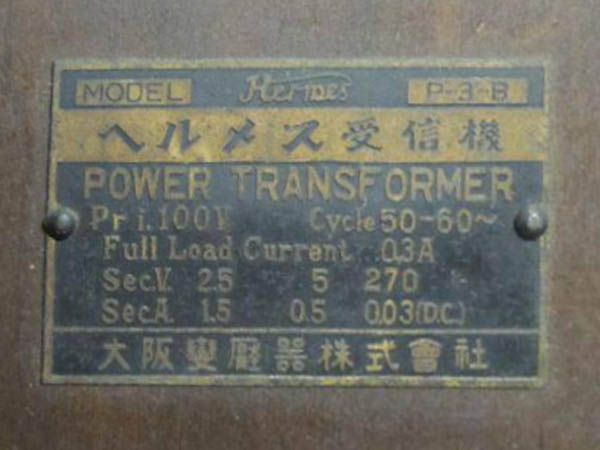 MODEL Hermes P-3-B
ヘルメス受信機
POWER TRANSFORMER
Pri. 100V Cycle 50-60~
Full Load Current 0.3A
Sec.V. 2.5 5 270
Sec.A. 1.5 0.5 0.03(D.C.)
大阪變壓器株式會社